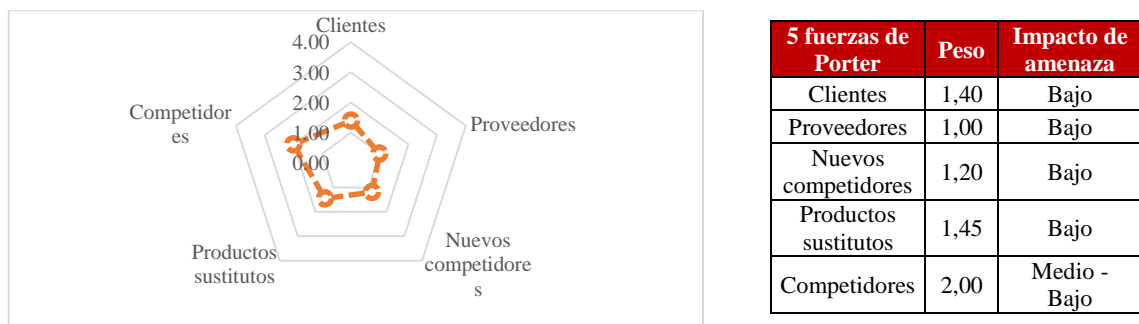 Clientes
4.00
3.00
2.00
1.00
0.00
Competidor
es
Proveedores
Productos
sustitutos
Nuevos
competidore
s
5 fuerzas de
Porter
Peso
Impacto de
amenaza
Clientes 1,40 Bajo
Proveedores 1,00 Bajo
Nuevos
competidores
1,20 Bajo
Productos
sustitutos
1,45 Bajo
Competidores 2,00 Medio -
Bajo